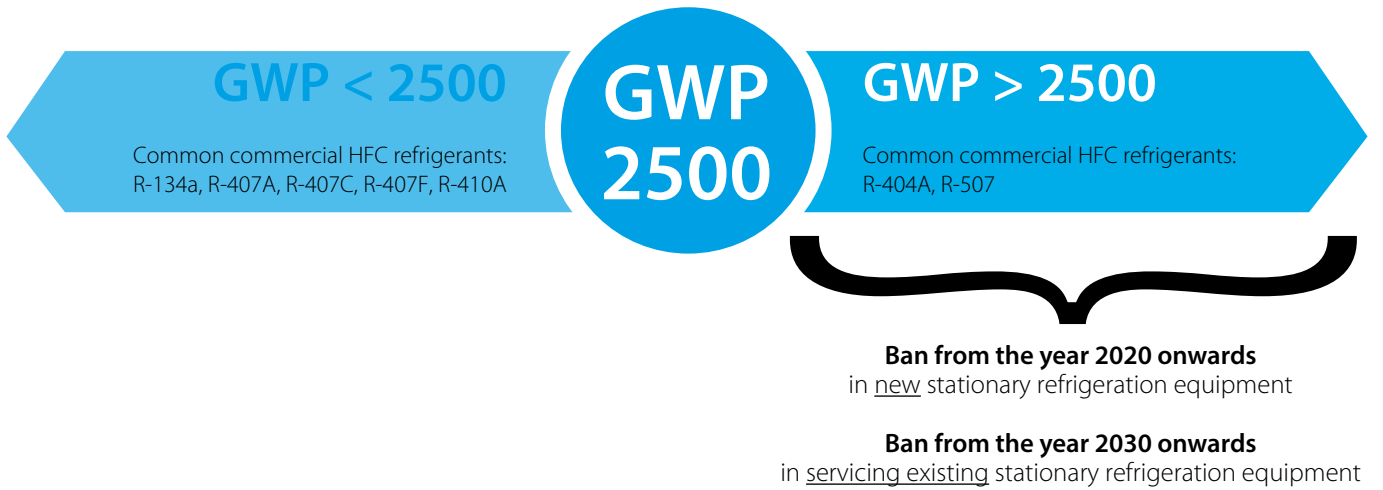 GWP < 2500
Common commercial HFC refrigerants:
R-134a, R-407A, R-407C, R-407F, R-410A
GWP
2500
GWP > 2500
Common commercial HFC refrigerants:
R-404A, R-507
Ban from the year 2020 onwards
in new stationary refrigeration equipment
Ban from the year 2030 onwards
in servicing existing stationary refrigeration equipment